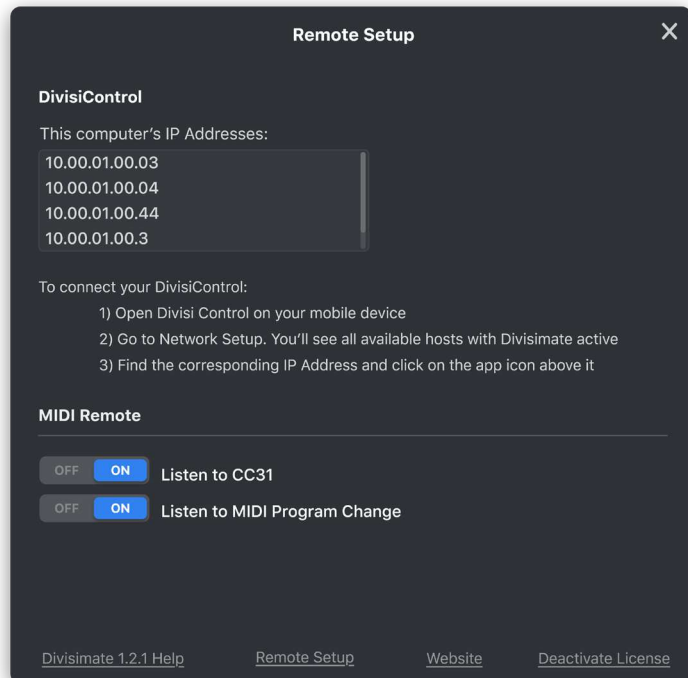 Remote Setup
DivisiControl
This computer's IP Addresses:
10.00.01.00.03
10.00.01.00.04
10.00.01.00.44
10.00.01.00.3
To connect your DivisiControl:
1) Open Divisi Control on your mobile device
2) Go to Network Setup. You'll see all available hosts with Divisimate active
3) Find the corresponding IP Address and click on the app icon above it
MIDI Remote
OFF ON Listen to CC31
OFF ON Listen to MIDI Program Change
Divisimate 1.2.1 Help Remote Setup Website Deactivate License